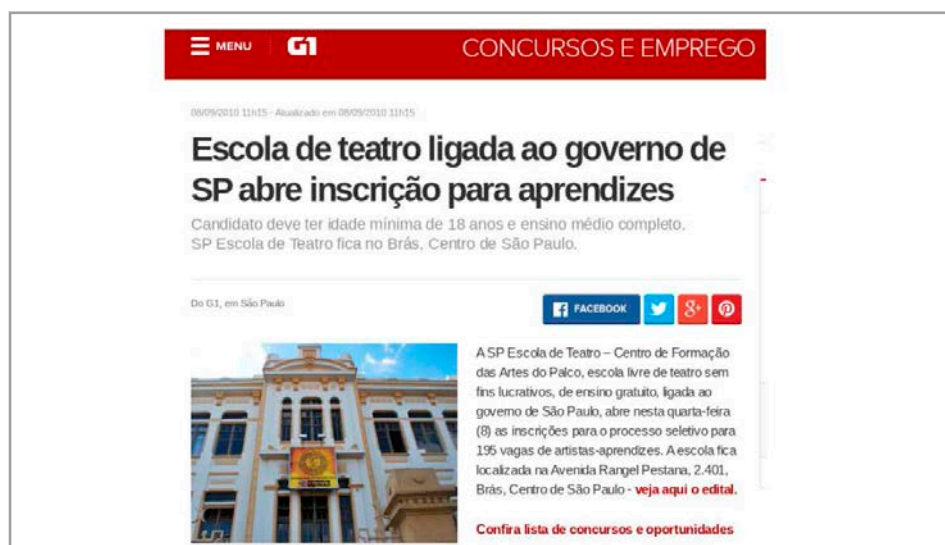 MENU
G1
CONCURSOS E EMPREGO
08/09/2010 11h15 - Atualizado em 08/09/2010 11h15
Escola de teatro ligada ao governo de
SP abre inscrição para aprendizes
Candidato deve ter idade mínima de 18 anos e ensino médio completo.
SP Escola de Teatro fica no Brás, Centro de São Paulo.
Do G1, em São Paulo
FACEBOOK
A SP Escola de Teatro – Centro de Formação
das Artes do Palco, escola livre de teatro sem
fins lucrativos, de ensino gratuito, ligada ao
governo de São Paulo, abre nesta quarta-feira
(8) as inscrições para o processo seletivo para
195 vagas de artistas-aprendizes. A escola fica
localizada na Avenida Rangel Pestana, 2.401,
Brás, Centro de São Paulo - veja aqui o edital.
Confira lista de concursos e oportunidades